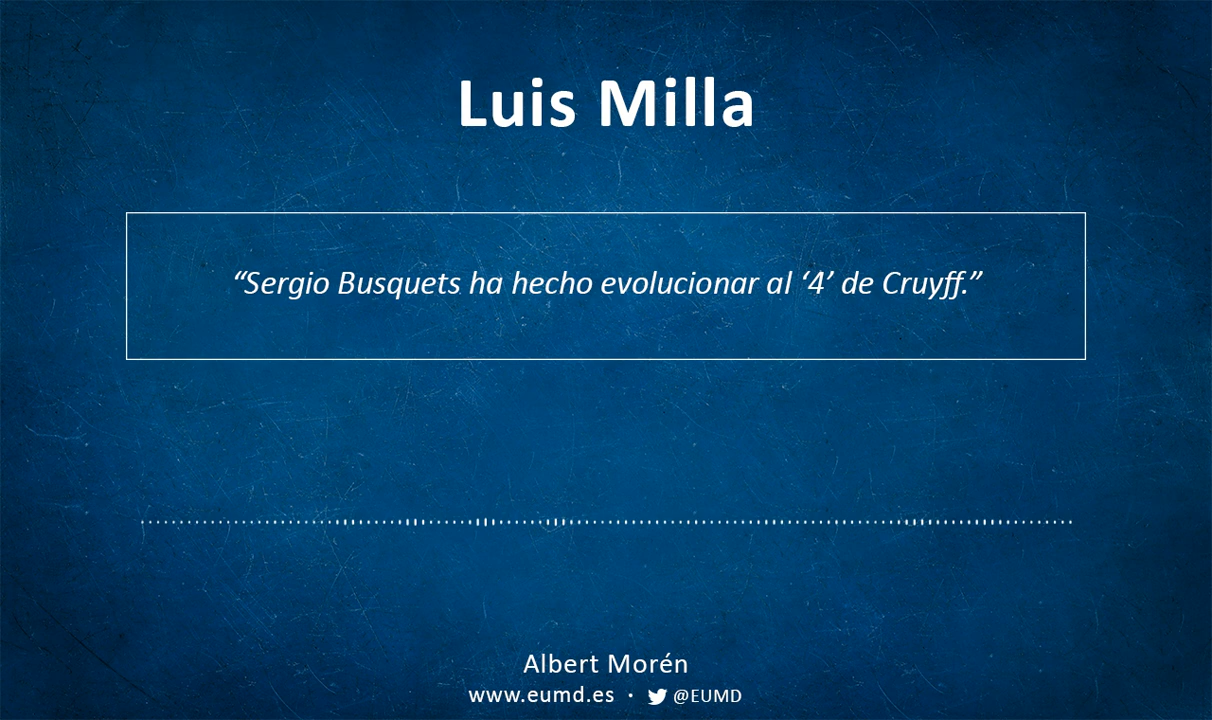 Luis Milla
“Sergio Busquets ha hecho evolucionar al ‘4’ de Cruyff.”
Albert Morén
www.eumd.es · @EUMD